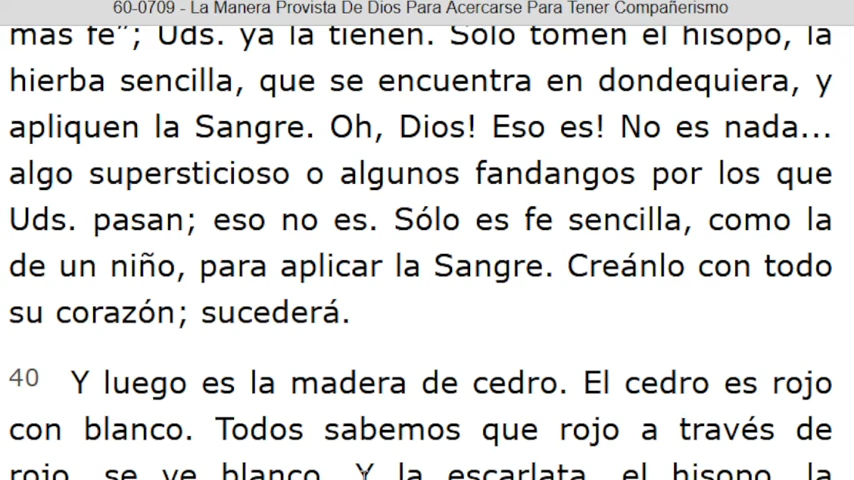 60-0709 - La Manera Provista De Dios Para Acercarse Para Tener Compañerismo
más fe”; Uds. ya la tienen. Sólo tomen el hisopo, la
hierba sencilla, que se encuentra en dondequiera, y
apliquen la Sangre. Oh, Dios! Eso es! No es nada...
algo supersticioso o algunos fandangos por los que
Uds. pasan; eso no es. Sólo es fe sencilla, como la
de un niño, para aplicar la Sangre. Creánlo con todo
su corazón; sucederá.
40 Y luego es la madera de cedro. El cedro es rojo
con blanco. Todos sabemos que rojo a través de
rojo, se ve blanco. Y la escarlata, el hisopo, la